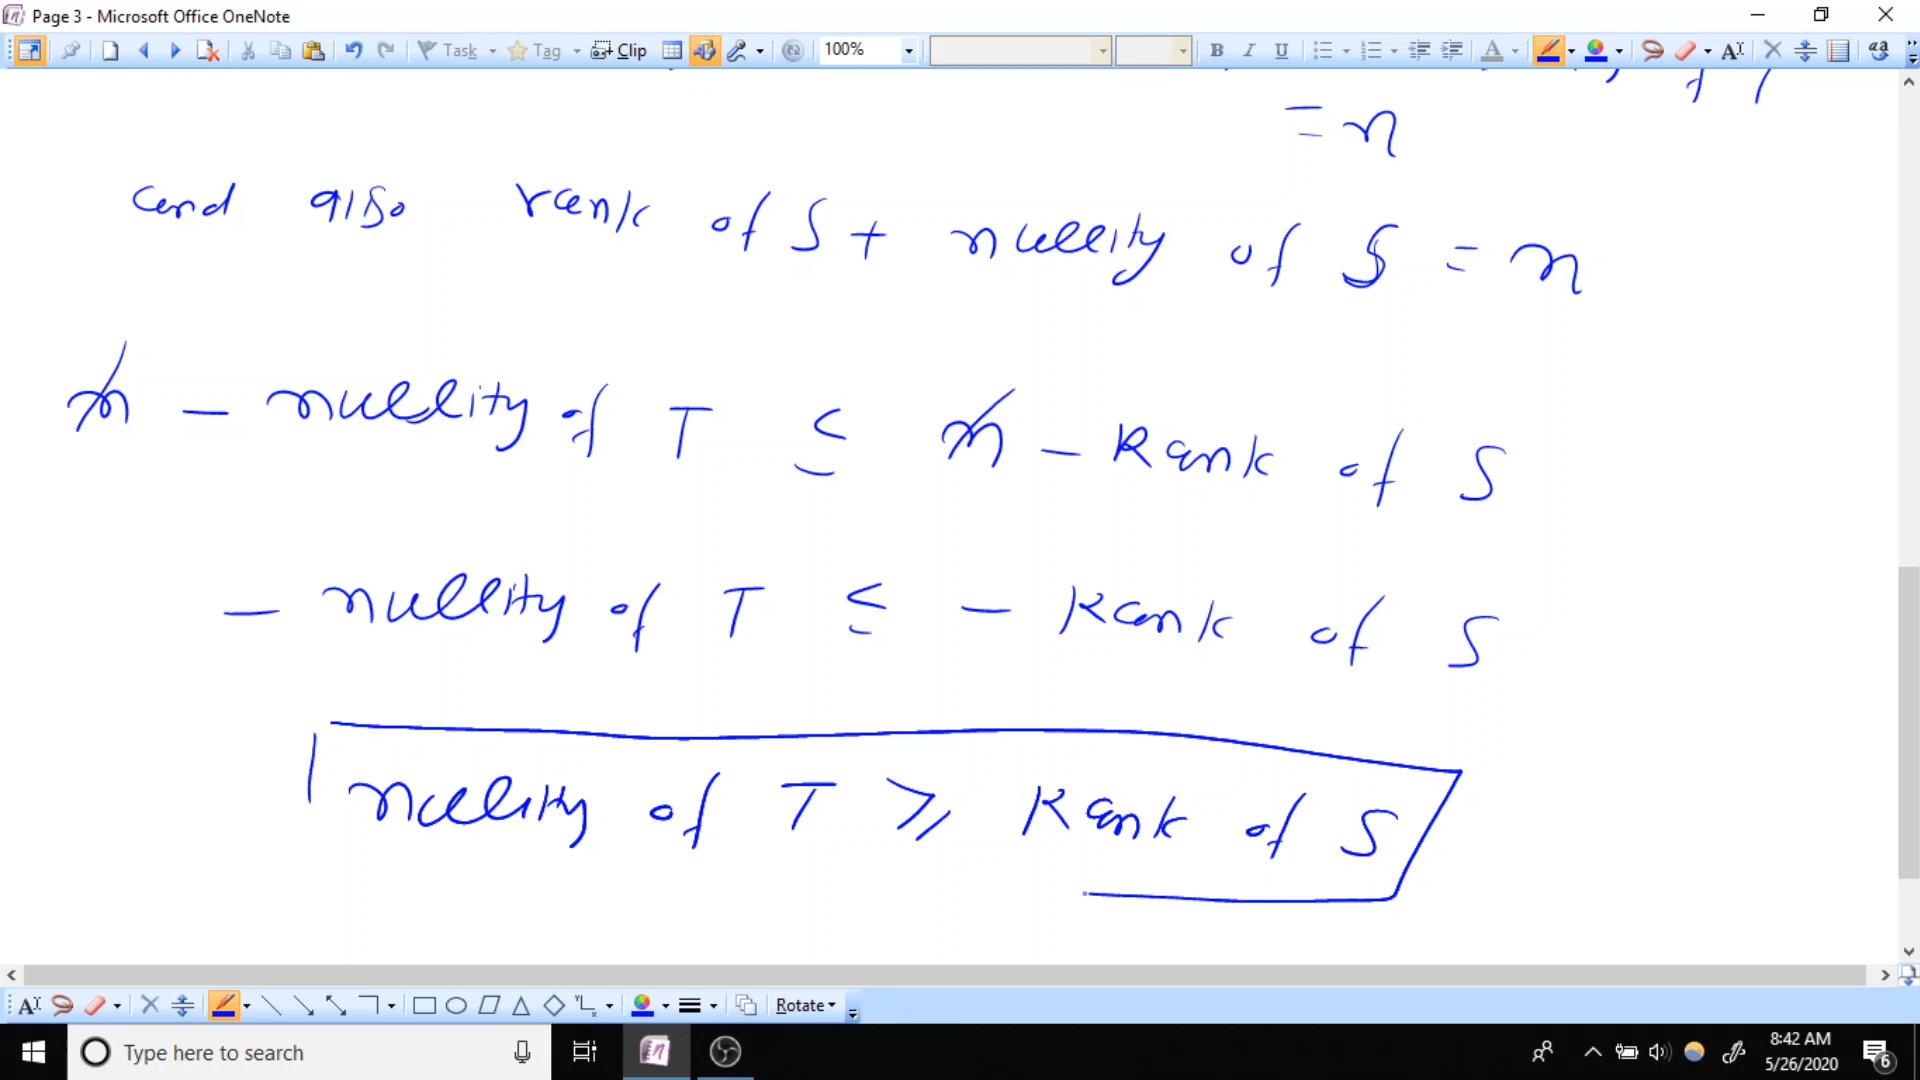 Page 3 - Microsoft Office OneNote
Task Tag Clip 100% B I U
= n
and also rank of S + nullity of S = n
n - nullity of T ≤ n - Rank of S
- nullity of T ≤ - Rank of S
nullity of T ≥ Rank of S
Rotate
Type here to search
8:42 AM
5/26/2020
6